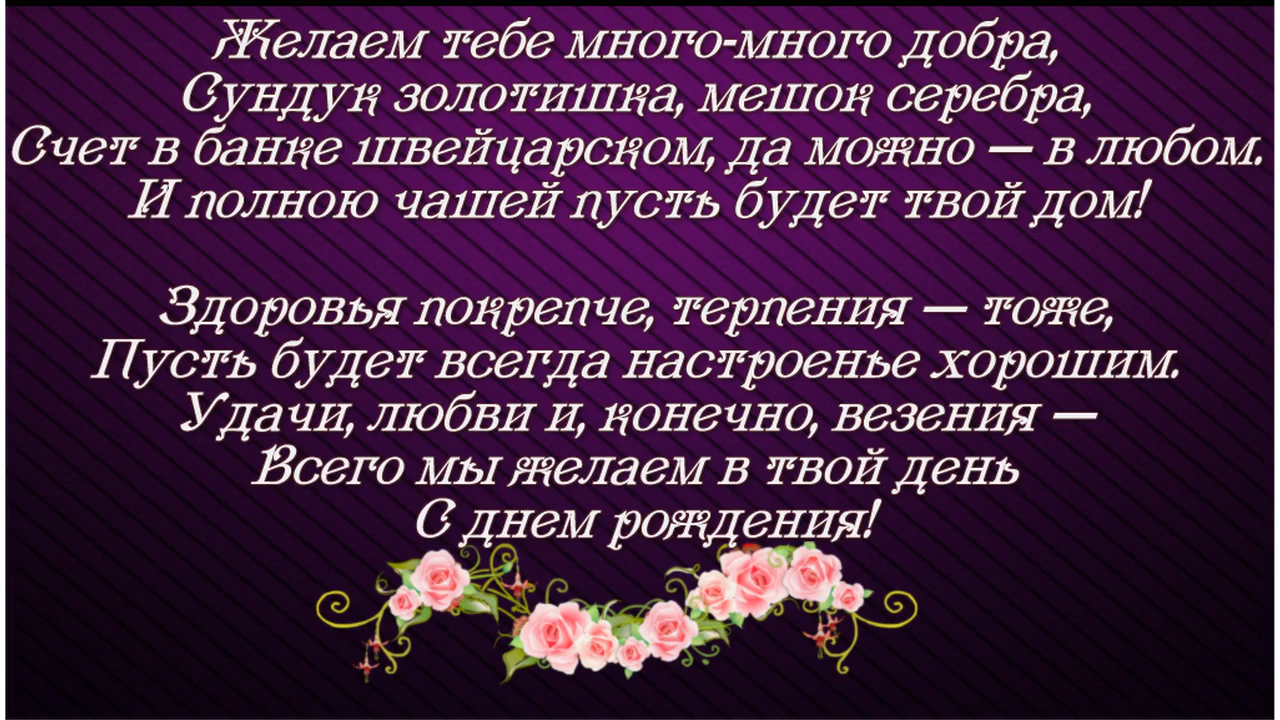 Желаем тебе много-много добра,
Сундук золотишка, мешок серебра,
Счет в банке швейцарском, да можно — в любом.
И полною чашей пусть будет твой дом!
Здоровья покрепче, терпения — тоже,
Пусть будет всегда настроенье хорошим.
Удачи, любви и, конечно, везения —
Всего мы желаем в твой день
С днем рождения!